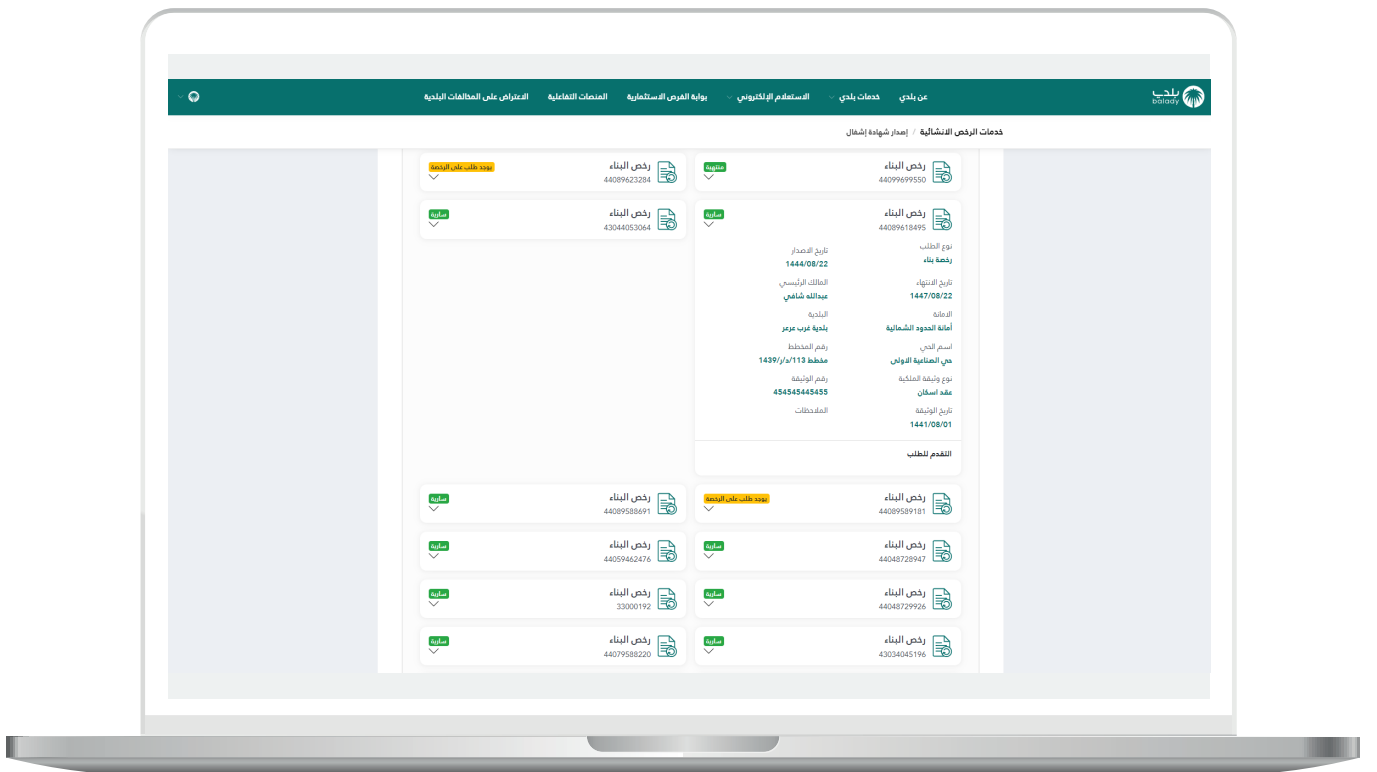 بلدي
balady
عن بلدي
خدمات بلدي
الاستعلام الإلكتروني
بوابة الفرص الاستثمارية
المنصات التفاعلية
الاعتراض على المخالفات البلدية
خدمات الرخص الانشائية / إصدار شهادة إشغال
رخص البناء
44099699550
منتهية
رخص البناء
44089623284
يوجد طلب على الرخصة
رخص البناء
44089618495
سارية
نوع الطلب
رخصة بناء
تاريخ الاصدار
1444/08/22
تاريخ الانتهاء
1447/08/22
المالك الرئيسي
عبدالله شافي
الامانة
أمانة الحدود الشمالية
البلدية
بلدية غرب عرعر
اسم الحي
حي الصناعية الاولى
رقم المخطط
مخطط 113/د/ر/1439
نوع وثيقة الملكية
عقد اسكان
رقم الوثيقة
454545445455
تاريخ الوثيقة
1441/08/01
الملاحظات
التقدم للطلب
رخص البناء
43044053064
سارية
رخص البناء
44089589181
يوجد طلب على الرخصة
رخص البناء
44089588691
سارية
رخص البناء
44048728947
سارية
رخص البناء
44059462476
سارية
رخص البناء
44048729926
سارية
رخص البناء
33000192
سارية
رخص البناء
43034045196
سارية
رخص البناء
44079588220
سارية